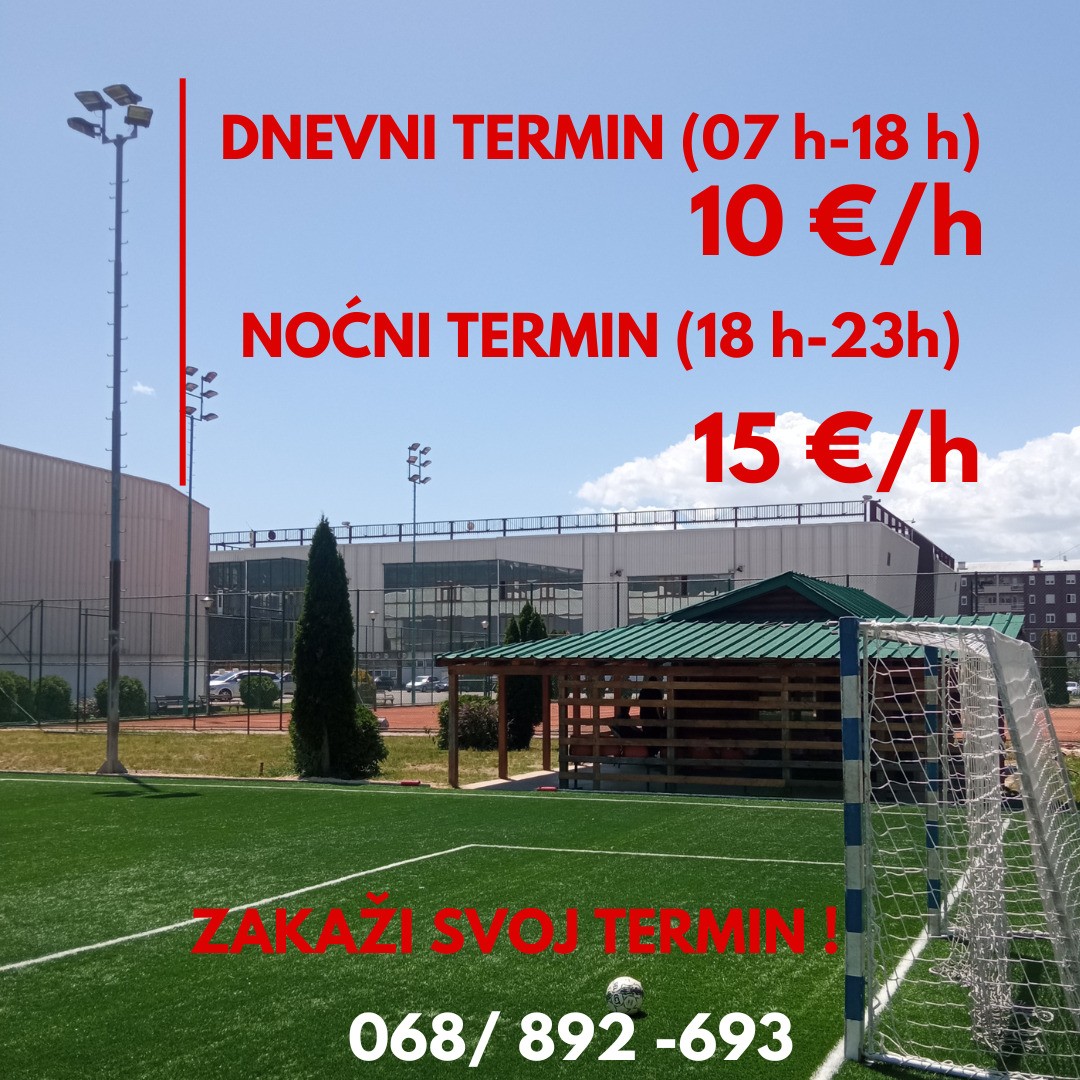 DNEVNI TERMIN (07 h-18 h)
10 €/h
NOĆNI TERMIN (18 h-23h)
15 €/h
ZAKAŽI SVOJ TERMIN !
068/ 892 -693